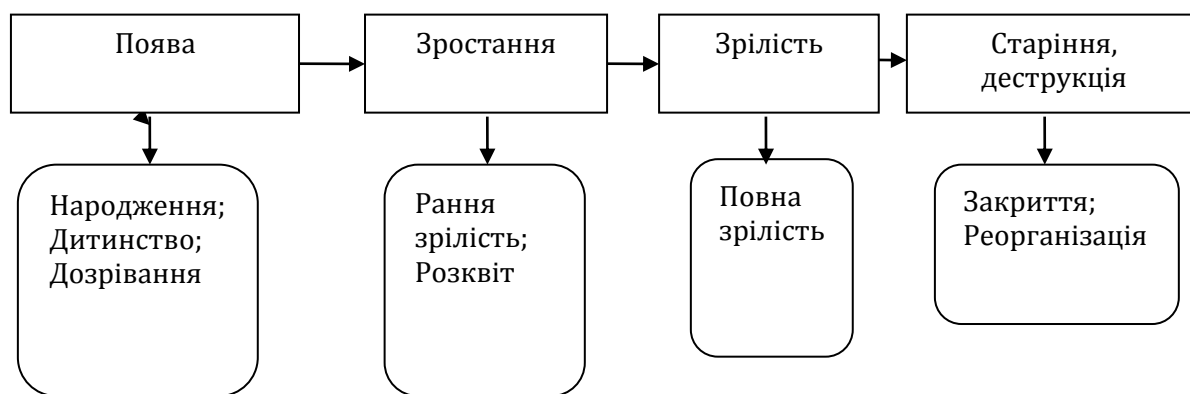 Поява
Зростання
Зрілість
Старіння,
деструкція
Народження;
Дитинство;
Дозрівання
Рання
зрілість;
Розквіт
Повна
зрілість
Закриття;
Реорганізація